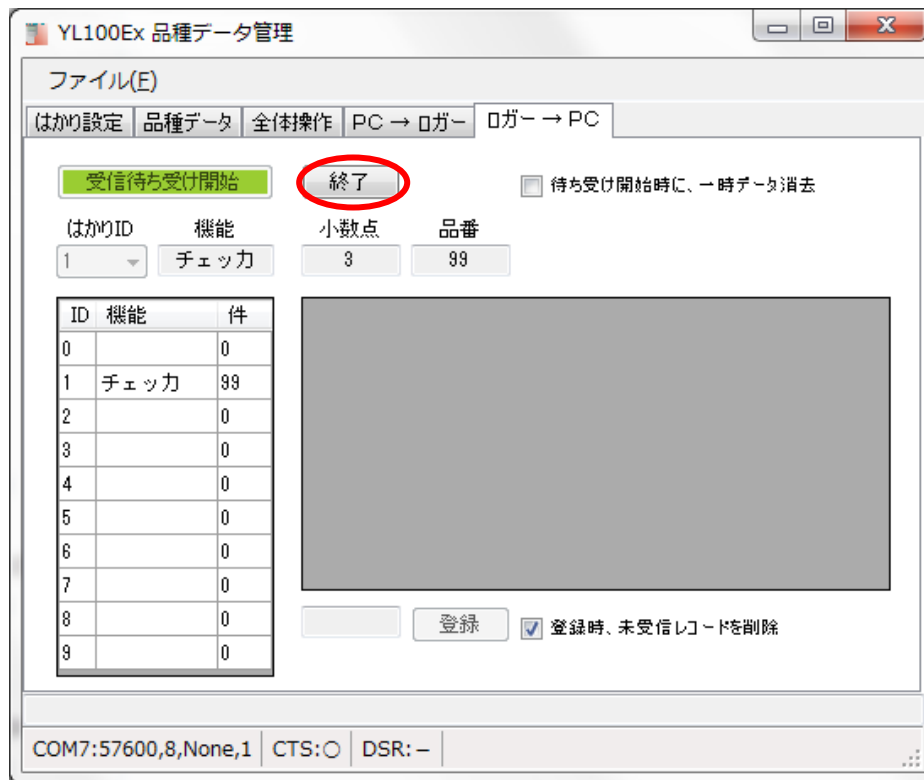 YL100Ex 品種データ管理
ファイル(F)
はかり設定 品種データ 全体操作 PC → ロガー ロガー → PC
受信待ち受け開始 終了 待ち受け開始時に、一時データ消去
はかりID 機能 小数点 品番
1 チェッカ 3 99
ID 機能 件
0 0
1 チェッカ 99
2 0
3 0
4 0
5 0
6 0
7 0
8 0
9 0
登録 登録時、未受信レコードを削除
COM7:57600,8,None,1 CTS:○ DSR:−